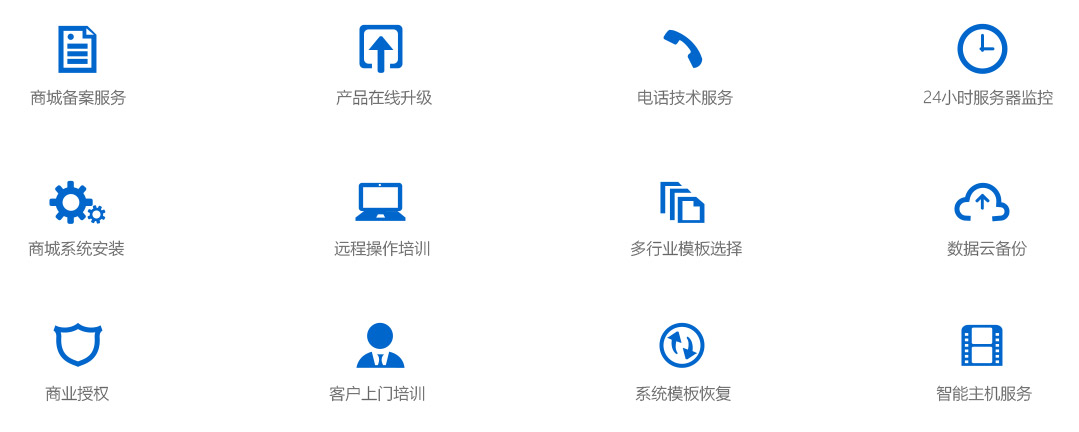 商城备案服务
产品在线升级
电话技术服务
24小时服务器监控
商城系统安装
远程操作培训
多行业模板选择
数据云备份
商业授权
客户上门培训
系统模板恢复
智能主机服务